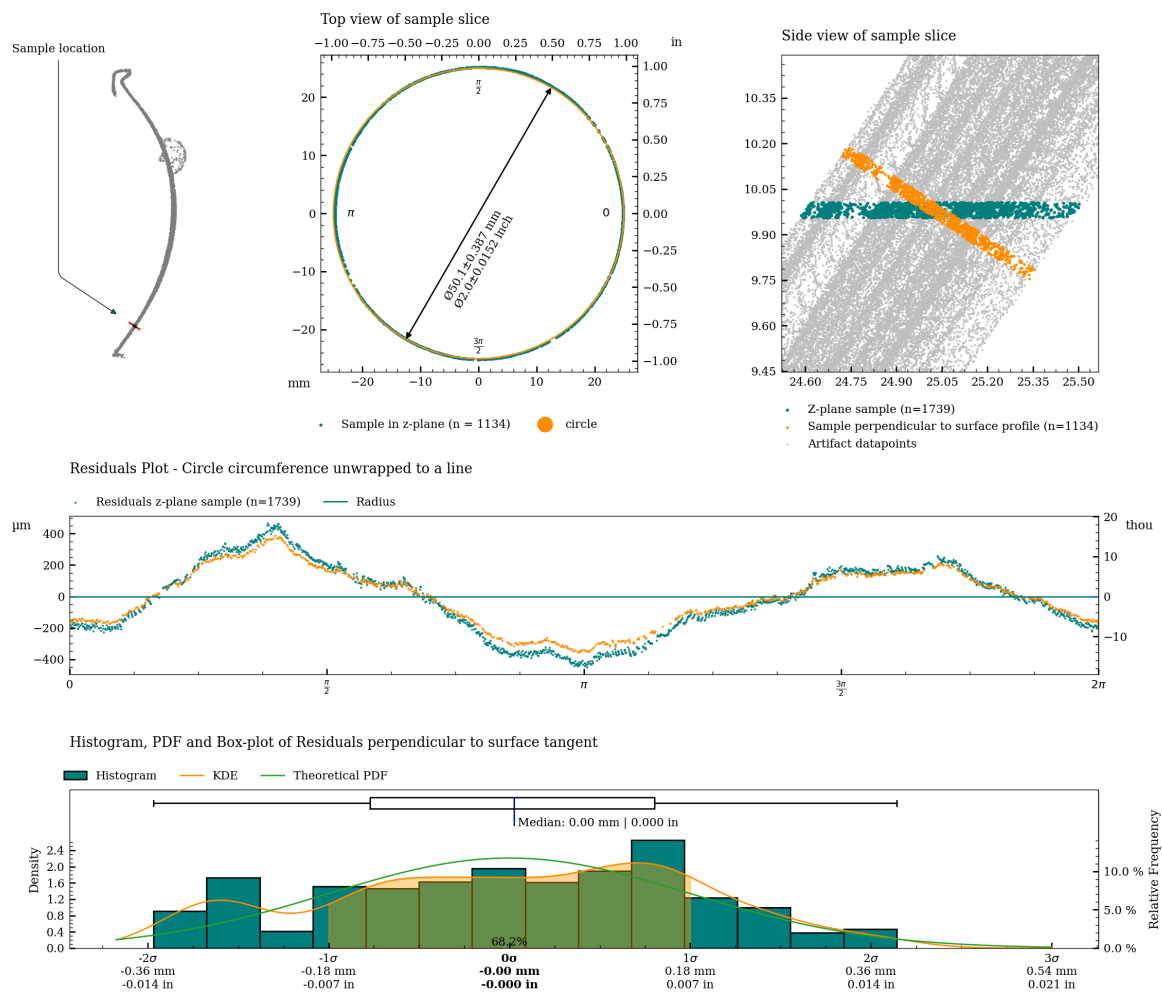 Sample location
Top view of sample slice
−1.00 −0.75 −0.50 −0.25 0.00 0.25 0.50 0.75 1.00 in
20
10
0
−10
−20
1.00
0.75
0.50
0.25
0.00
−0.25
−0.50
−0.75
−1.00
π/2
π
0
3π/2
Ø50.1±0.387 mm
Ø2.0±0.0152 inch
mm
−20 −10 0 10 20
Sample in z-plane (n = 1134)
circle
Side view of sample slice
10.35
10.20
10.05
9.90
9.75
9.60
9.45
24.60 24.75 24.90 25.05 25.20 25.35 25.50
Z-plane sample (n=1739)
Sample perpendicular to surface profile (n=1134)
Artifact datapoints
Residuals Plot - Circle circumference unwrapped to a line
Residuals z-plane sample (n=1739)
Radius
µm
400
200
0
−200
−400
20
10
0
−10
thou
0 π/2 π 3π/2 2π
Histogram, PDF and Box-plot of Residuals perpendicular to surface tangent
Histogram
KDE
Theoretical PDF
Median: 0.00 mm | 0.000 in
Density
2.4
2.0
1.6
1.2
0.8
0.4
0.0
10.0 %
5.0 %
0.0 %
Relative Frequency
68.2%
-2σ -1σ 0σ 1σ 2σ 3σ
-0.36 mm -0.18 mm -0.00 mm 0.18 mm 0.36 mm 0.54 mm
-0.014 in -0.007 in -0.000 in 0.007 in 0.014 in 0.021 in